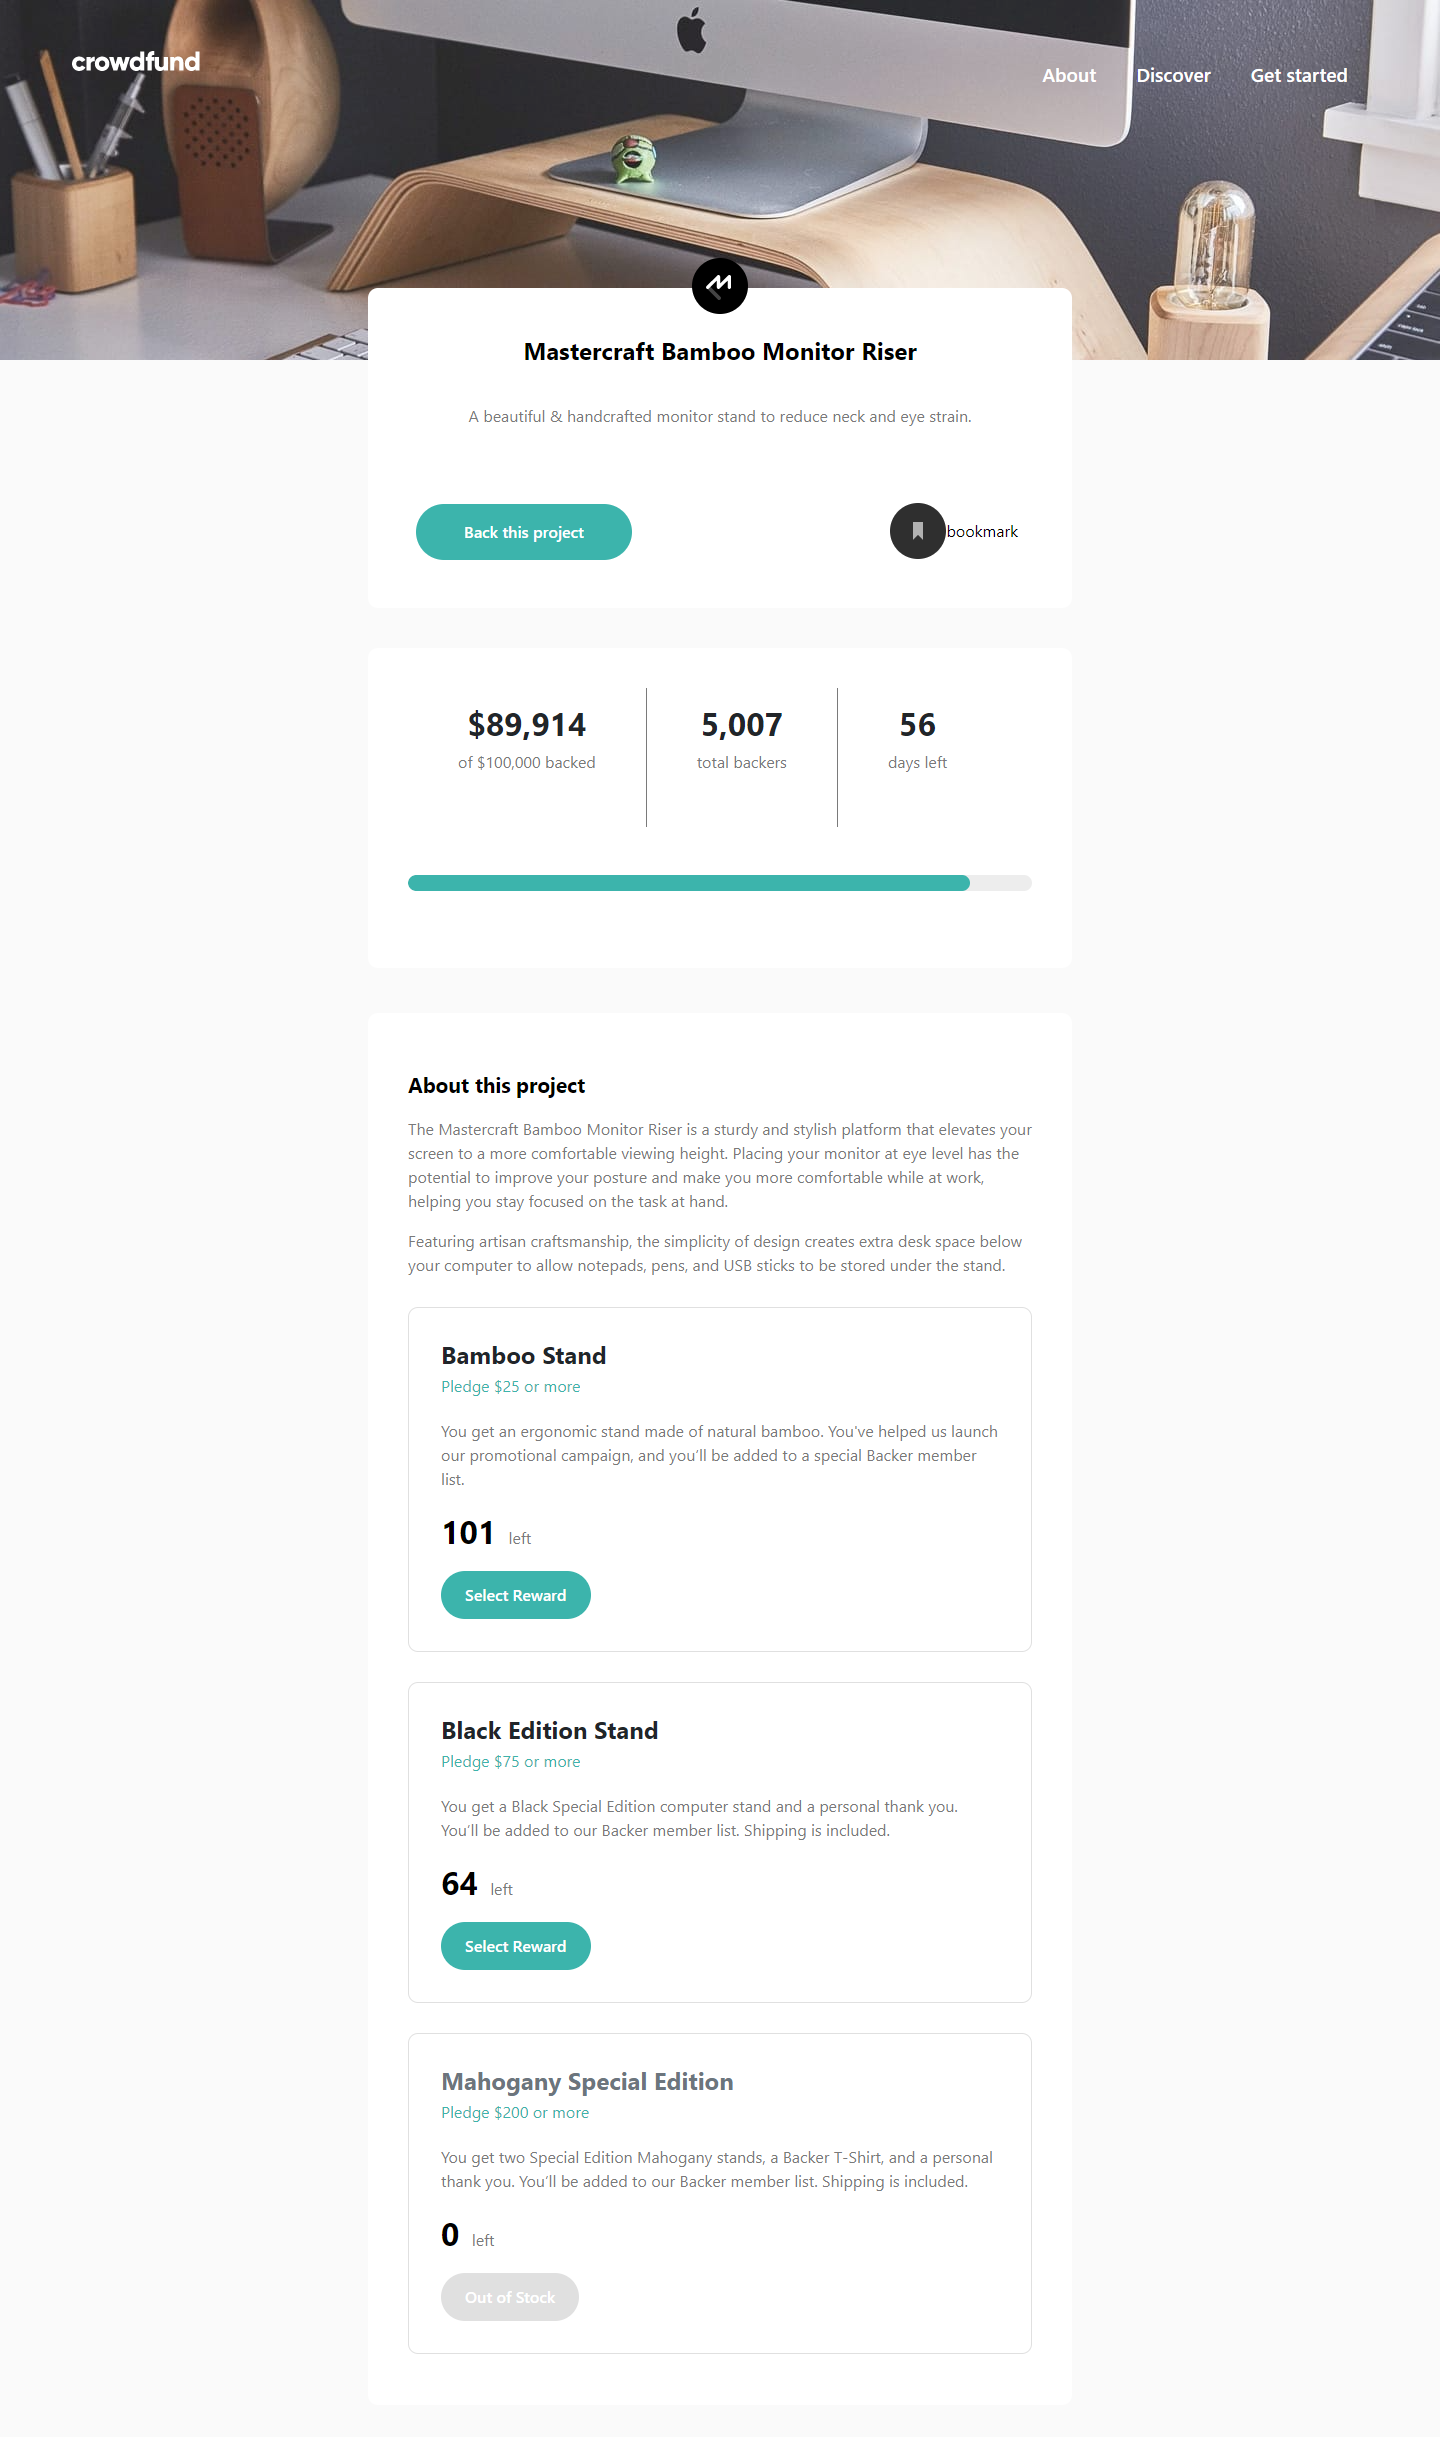 crowdfund
About Discover Get started
Mastercraft Bamboo Monitor Riser
A beautiful & handcrafted monitor stand to reduce neck and eye strain.
Back this project
bookmark
$89,914
of $100,000 backed
5,007
total backers
56
days left
About this project
The Mastercraft Bamboo Monitor Riser is a sturdy and stylish platform that elevates your
screen to a more comfortable viewing height. Placing your monitor at eye level has the
potential to improve your posture and make you more comfortable while at work,
helping you stay focused on the task at hand.
Featuring artisan craftsmanship, the simplicity of design creates extra desk space below
your computer to allow notepads, pens, and USB sticks to be stored under the stand.
Bamboo Stand
Pledge $25 or more
You get an ergonomic stand made of natural bamboo. You've helped us launch
our promotional campaign, and you’ll be added to a special Backer member
list.
101 left
Select Reward
Black Edition Stand
Pledge $75 or more
You get a Black Special Edition computer stand and a personal thank you.
You’ll be added to our Backer member list. Shipping is included.
64 left
Select Reward
Mahogany Special Edition
Pledge $200 or more
You get two Special Edition Mahogany stands, a Backer T-Shirt, and a personal
thank you. You’ll be added to our Backer member list. Shipping is included.
0 left
Out of Stock